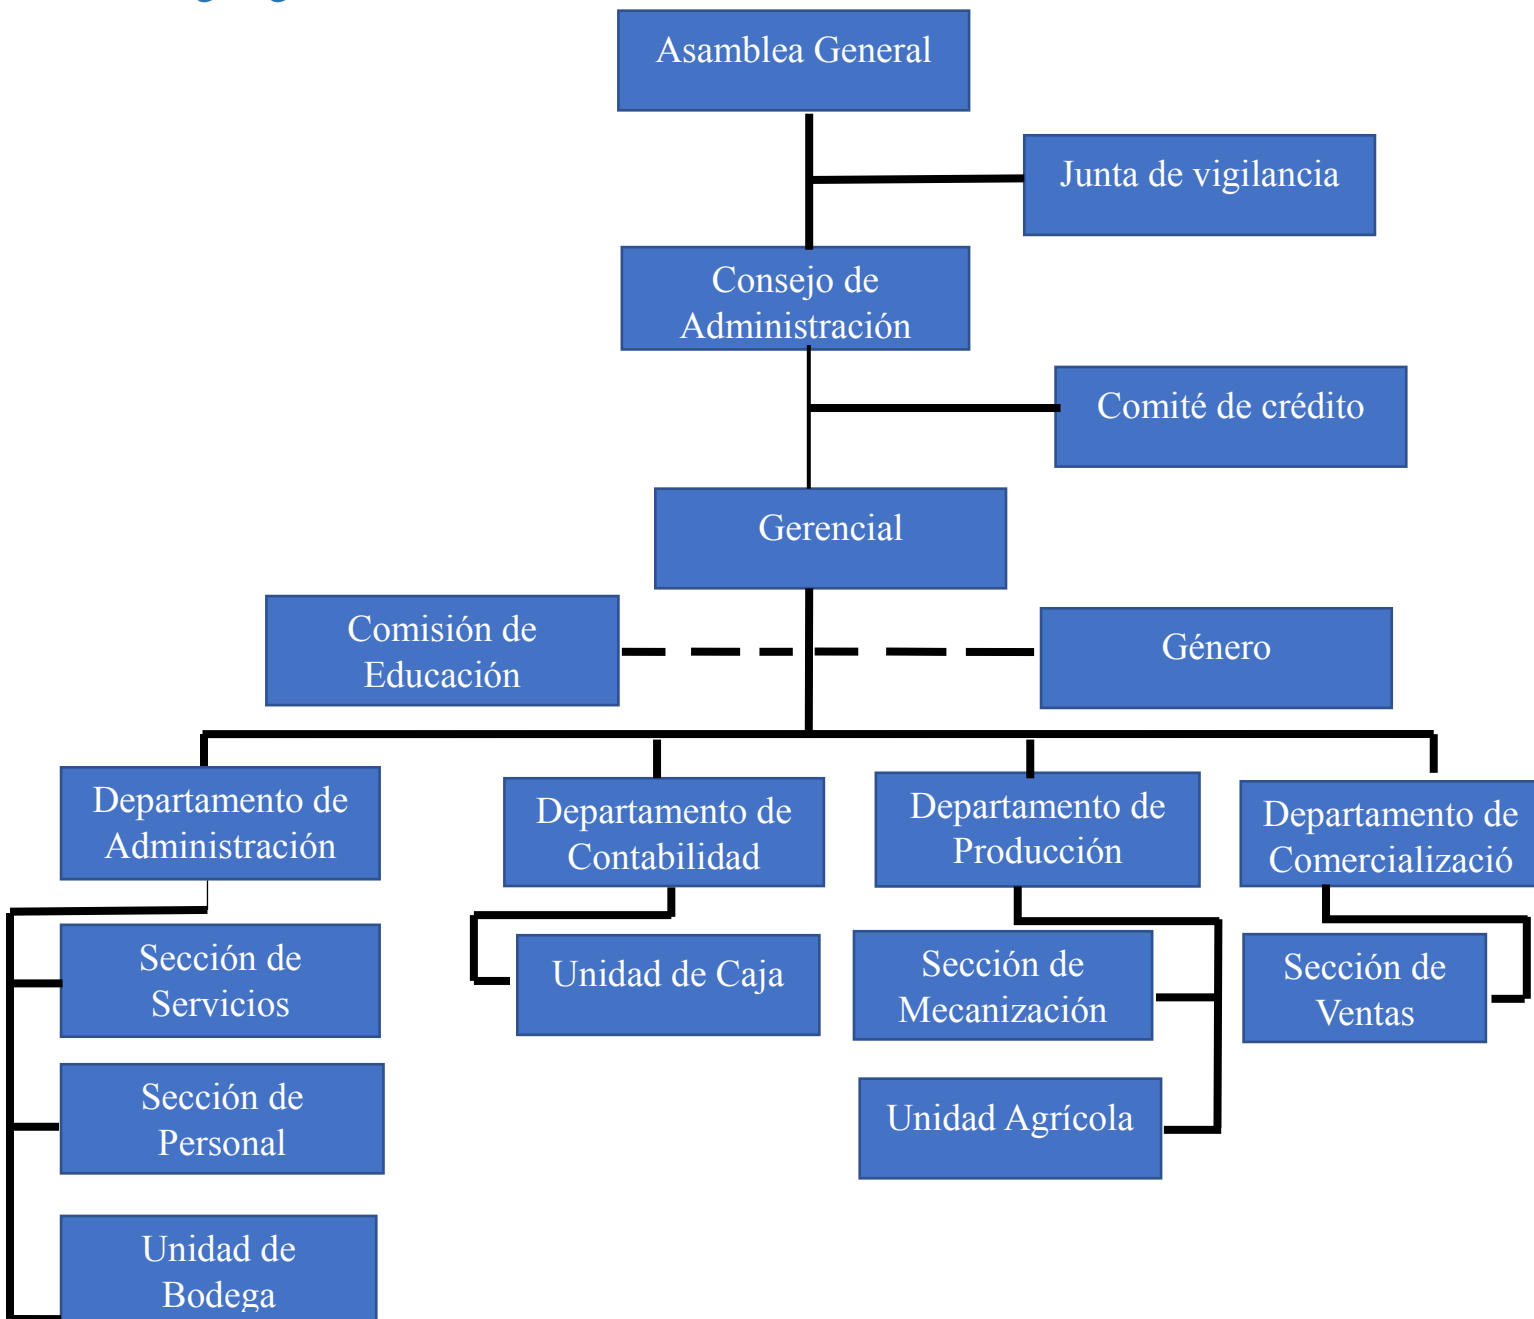 Asamblea General
Junta de vigilancia
Consejo de
Administración
Comité de crédito
Gerencial
Comisión de
Educación
Género
Departamento de
Administración
Departamento de
Contabilidad
Departamento de
Producción
Departamento de
Comercializació
Sección de
Servicios
Unidad de Caja
Sección de
Mecanización
Sección de
Ventas
Sección de
Personal
Unidad Agrícola
Unidad de
Bodega